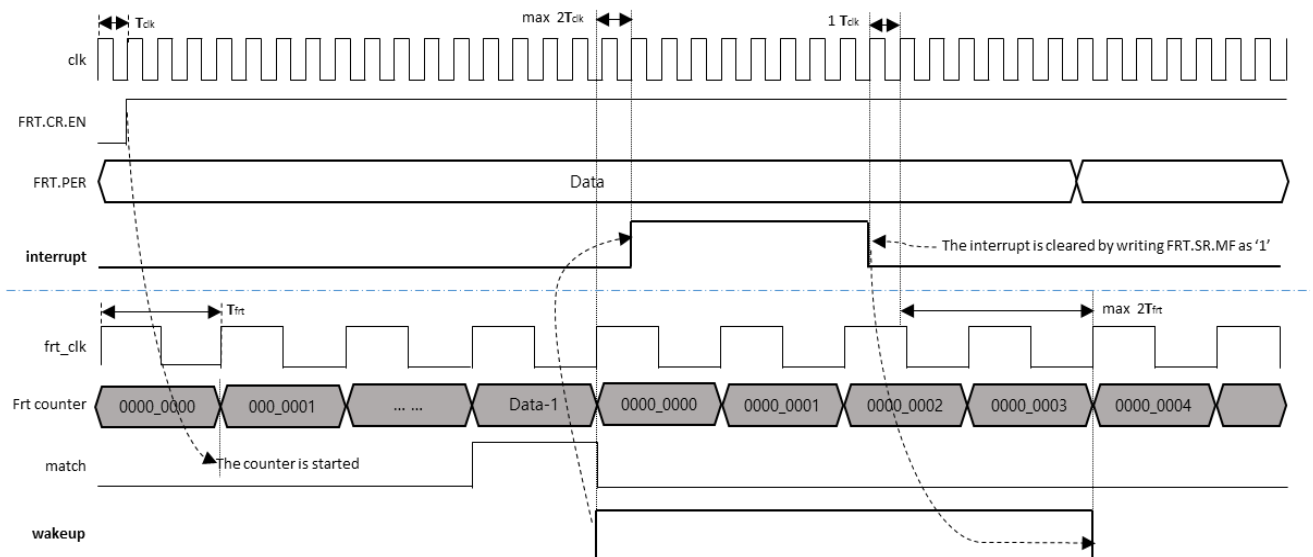 Tclk
max 2Tclk
1 Tclk
clk
FRT.CR.EN
FRT.PER
Data
interrupt
The interrupt is cleared by writing FRT.SR.MF as ‘1’
Tfrt
max 2Tfrt
frt_clk
Frt counter
0000_0000
000_0001
... ...
Data-1
0000_0000
0000_0001
0000_0002
0000_0003
0000_0004
match
The counter is started
wakeup